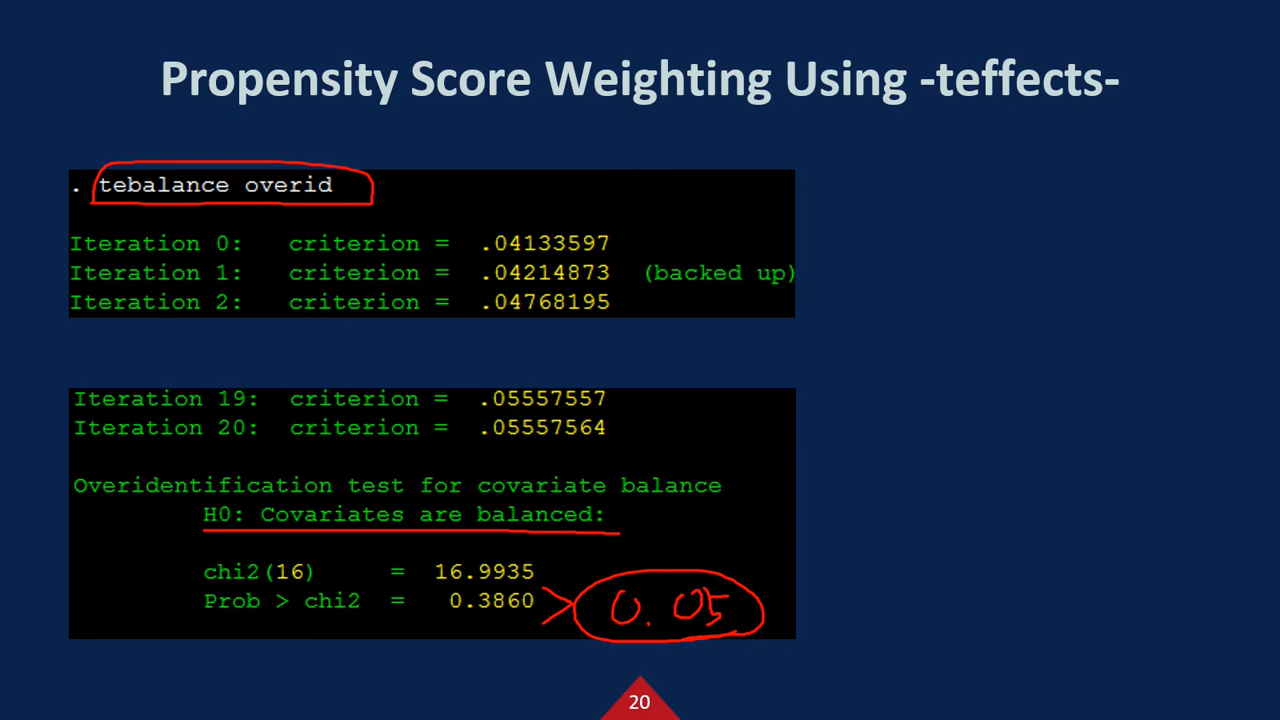 Propensity Score Weighting Using -teffects-
. tebalance overid
Iteration 0:   criterion =  .04133597
Iteration 1:   criterion =  .04214873  (backed up)
Iteration 2:   criterion =  .04768195
Iteration 19:  criterion =  .05557557
Iteration 20:  criterion =  .05557564
Overidentification test for covariate balance
H0: Covariates are balanced:
chi2(16)     =  16.9935
Prob > chi2  =   0.3860 > 0.05
20